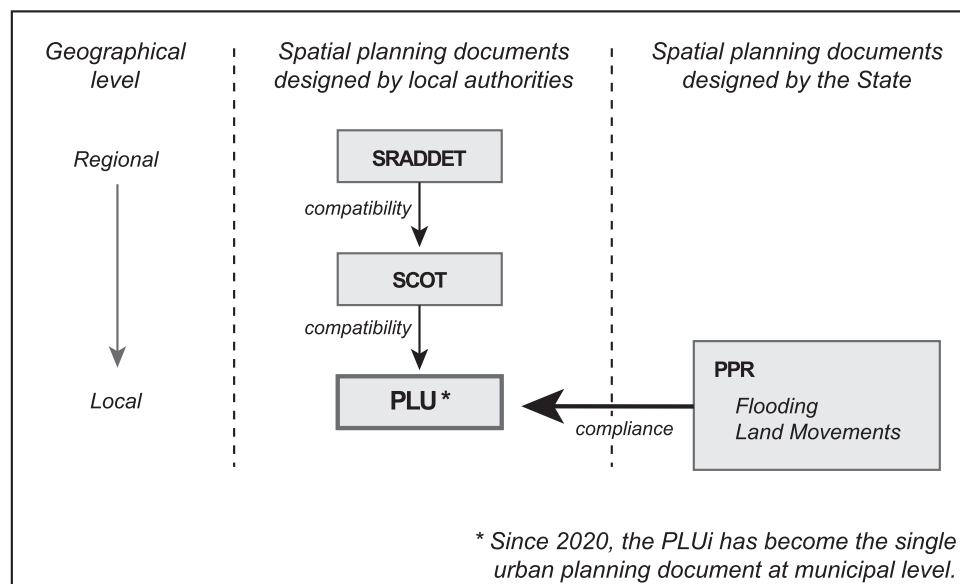 Geographical
level
Spatial planning documents
designed by local authorities
Spatial planning documents
designed by the State
Regional
SRADDET
compatibility
SCOT
compatibility
Local
PLU *
compliance
PPR
Flooding
Land Movements
* Since 2020, the PLUi has become the single
urban planning document at municipal level.